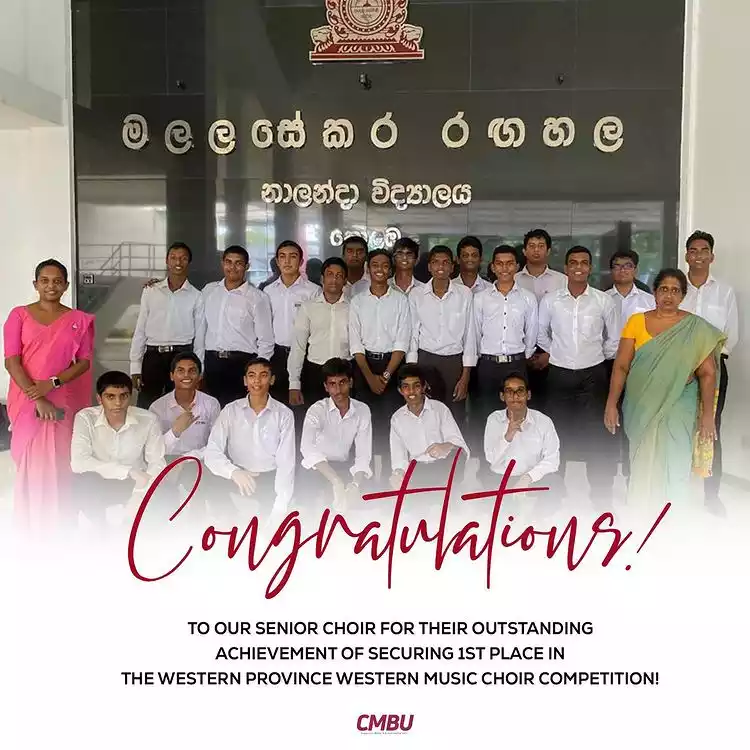 මලලසේකර රඟහල
නාලන්දා විද්‍යාලය
කොළඹ
Congratulations!
TO OUR SENIOR CHOIR FOR THEIR OUTSTANDING
ACHIEVEMENT OF SECURING 1ST PLACE IN
THE WESTERN PROVINCE WESTERN MUSIC CHOIR COMPETITION!
CMBU